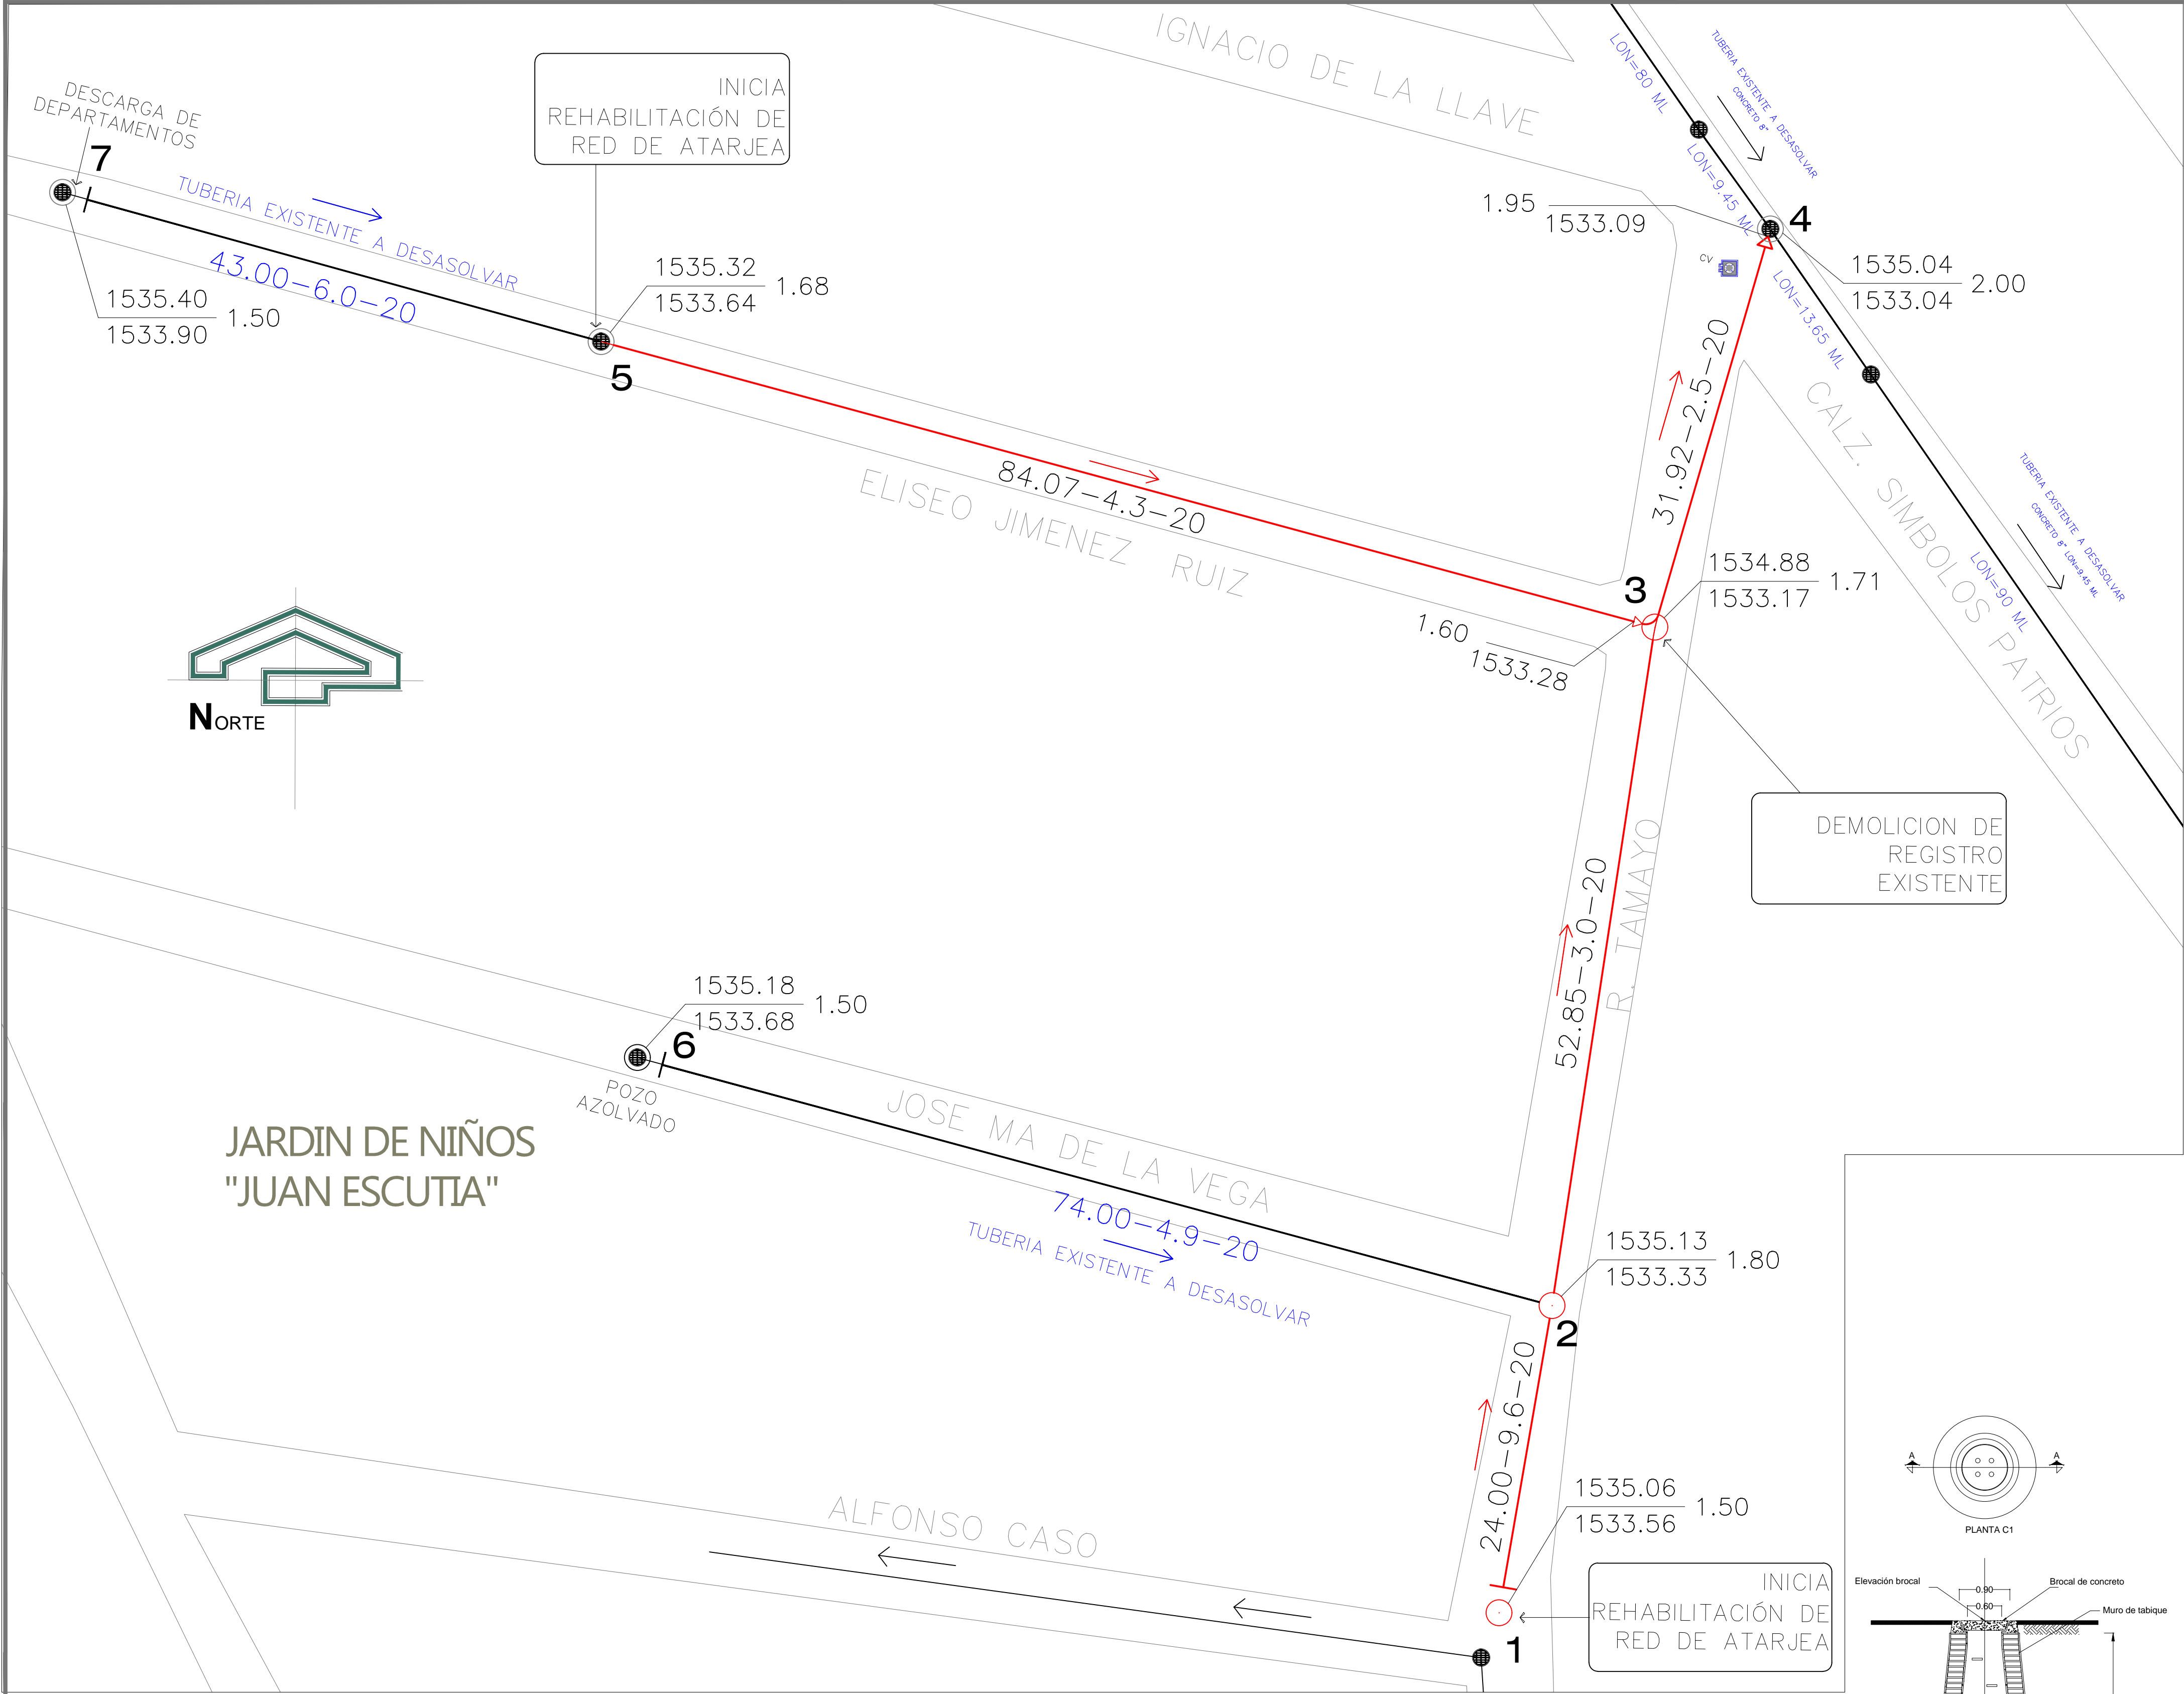 IGNACIO DE LA LLAVE
LON=80 ML
TUBERIA EXISTENTE A DESASOLVAR
CONCRETO 8"
DESCARGA DE
DEPARTAMENTOS
7
INICIA
REHABILITACIÓN DE
RED DE ATARJEA
TUBERIA EXISTENTE A DESASOLVAR
43.00-6.0-20
1535.40
1533.90
1.50
1535.32
1533.64
1.68
5
LON=9.45 ML
1.95
1533.09
4
CV
1535.04
1533.04
2.00
LON=13.65 ML
CALZ. SIMBOLOS PATRIOS
TUBERIA EXISTENTE A DESASOLVAR
CONCRETO 8" LON=9.45 ML
LON=90 ML
31.92-2.5-20
84.07-4.3-20
ELISEO JIMENEZ RUIZ
3
1534.88
1533.17
1.71
1.60
1533.28
NORTE
DEMOLICION DE
REGISTRO
EXISTENTE
R. TAMAYO
52.85-3.0-20
1535.18
1533.68
1.50
6
POZO
AZOLVADO
JOSE MA DE LA VEGA
74.00-4.9-20
TUBERIA EXISTENTE A DESASOLVAR
JARDIN DE NIÑOS
"JUAN ESCUTIA"
1535.13
1533.33
1.80
2
24.00-9.6-20
1535.06
1533.56
1.50
ALFONSO CASO
1
INICIA
REHABILITACIÓN DE
RED DE ATARJEA
A
A
PLANTA C1
Elevación brocal
0.90
0.60
Brocal de concreto
Muro de tabique